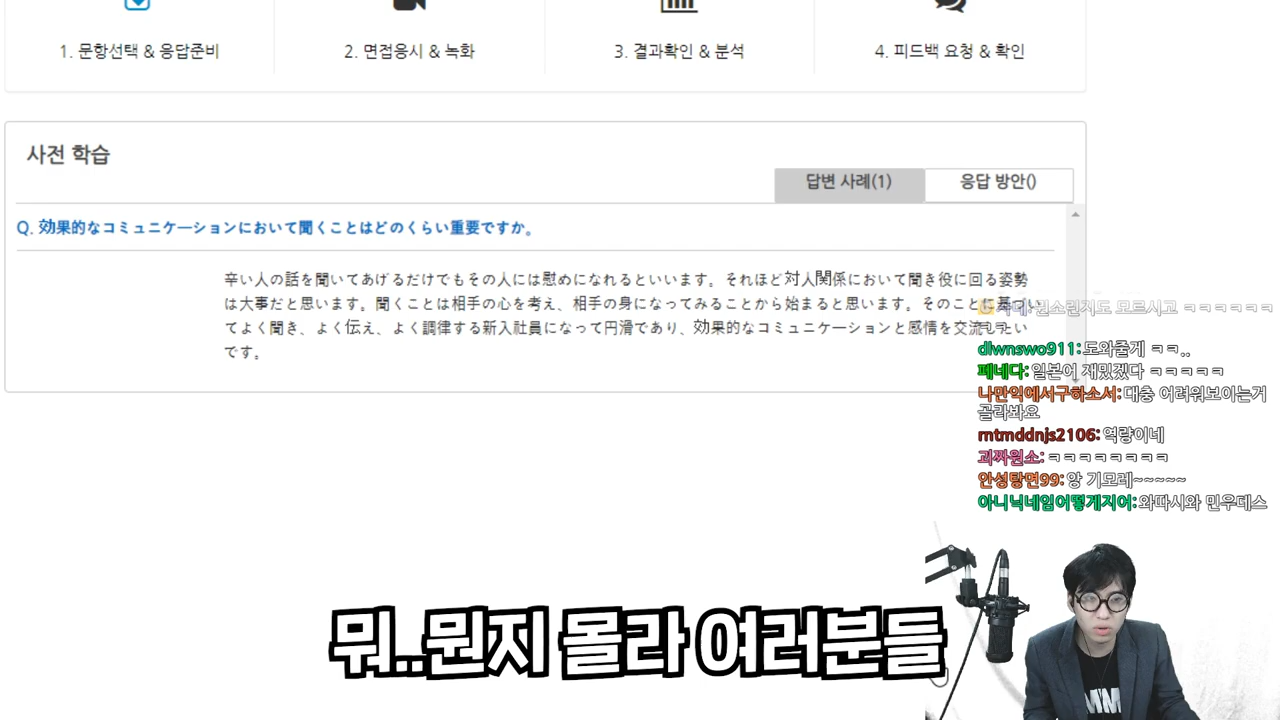 1. 문항선택 & 응답준비
2. 면접응시 & 녹화
3. 결과확인 & 분석
4. 피드백 요청 & 확인
사전 학습
답변 사례(1)
응답 방안()
Q. 効果的なコミュニケーションにおいて聞くことはどのくらい重要ですか。
辛い人の話を聞いてあげるだけでもその人には慰めになれるといいます。それほど対人関係において聞き役に回る姿勢
は大事だと思います。聞くことは相手の心を考え、相手の身になってみることから始まると思います。そのことに基づい
てよく聞き、よく伝え、よく調律する新入社員になって円滑であり、効果的なコミュニケーションと感情を交流したい
です。
뭔소린지도 모르시고 ㅋㅋㅋㅋㅋㅋ
dlwnswo911: 도와줄게 ㅋㅋ..
페네다: 일본이 재밌겠다 ㅋㅋㅋㅋㅋ
나만익에서구하소서: 대충 어려워보이는거
골라봐요
mtmddnjs2106: 역량이네
괴짜원소: ㅋㅋㅋㅋㅋㅋㅋㅋ
안성탕면99: 앙 기모레~~~~~
아니닉네임어떻게지어: 와따시와 민우데스
뭐..뭔지 몰라 여러분들